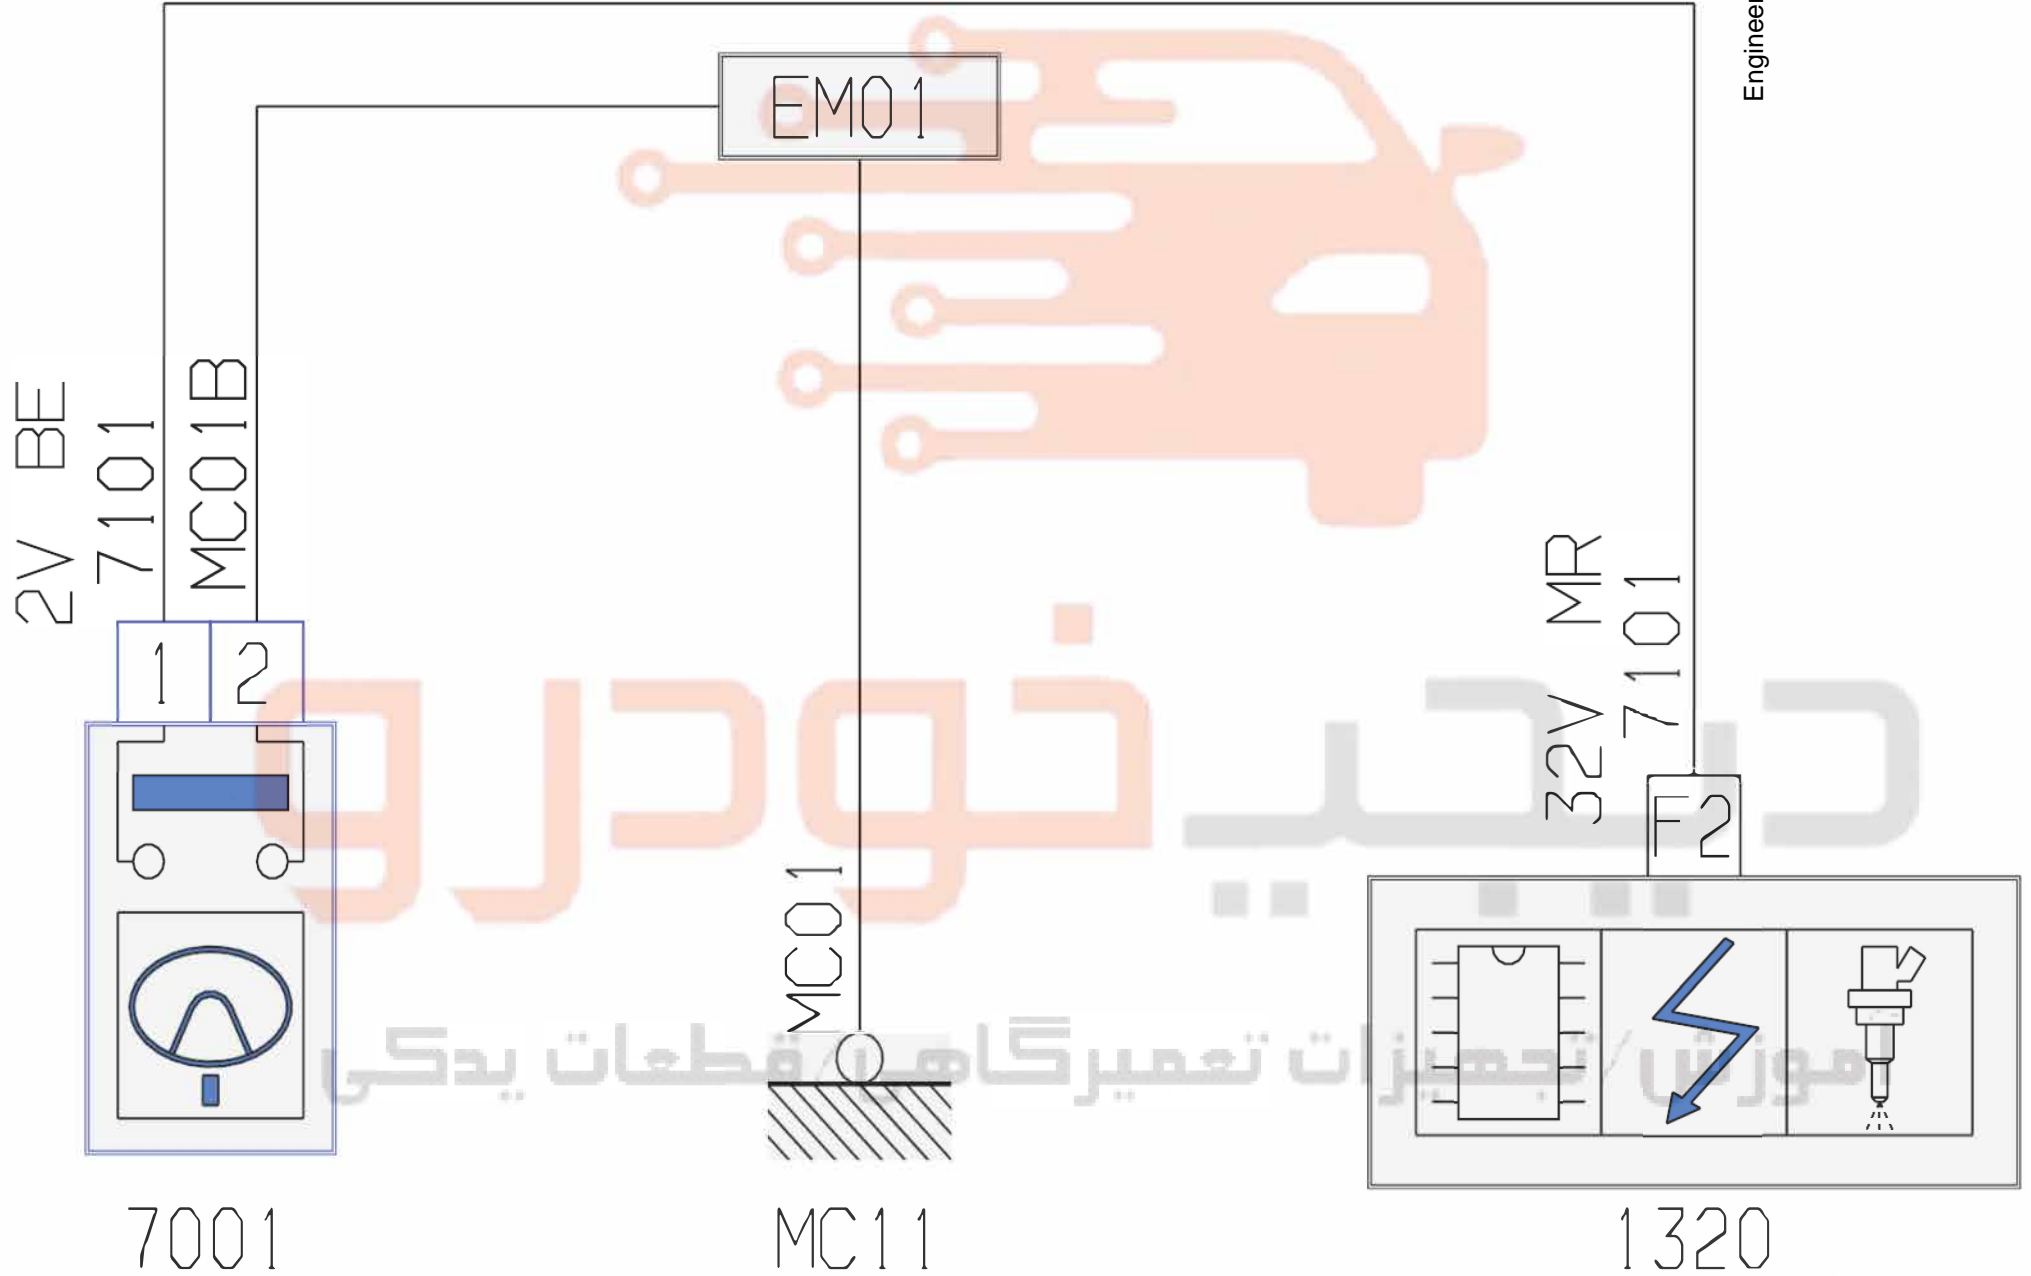 Engineer
EM01
2V BE
7101
MC01B
1
2
32V MR
7101
F2
MC01
7001
MC11
1320
دیجیت خودرو
آموزش / تجهیزات تعمیرگاهی / قطعات یدکی